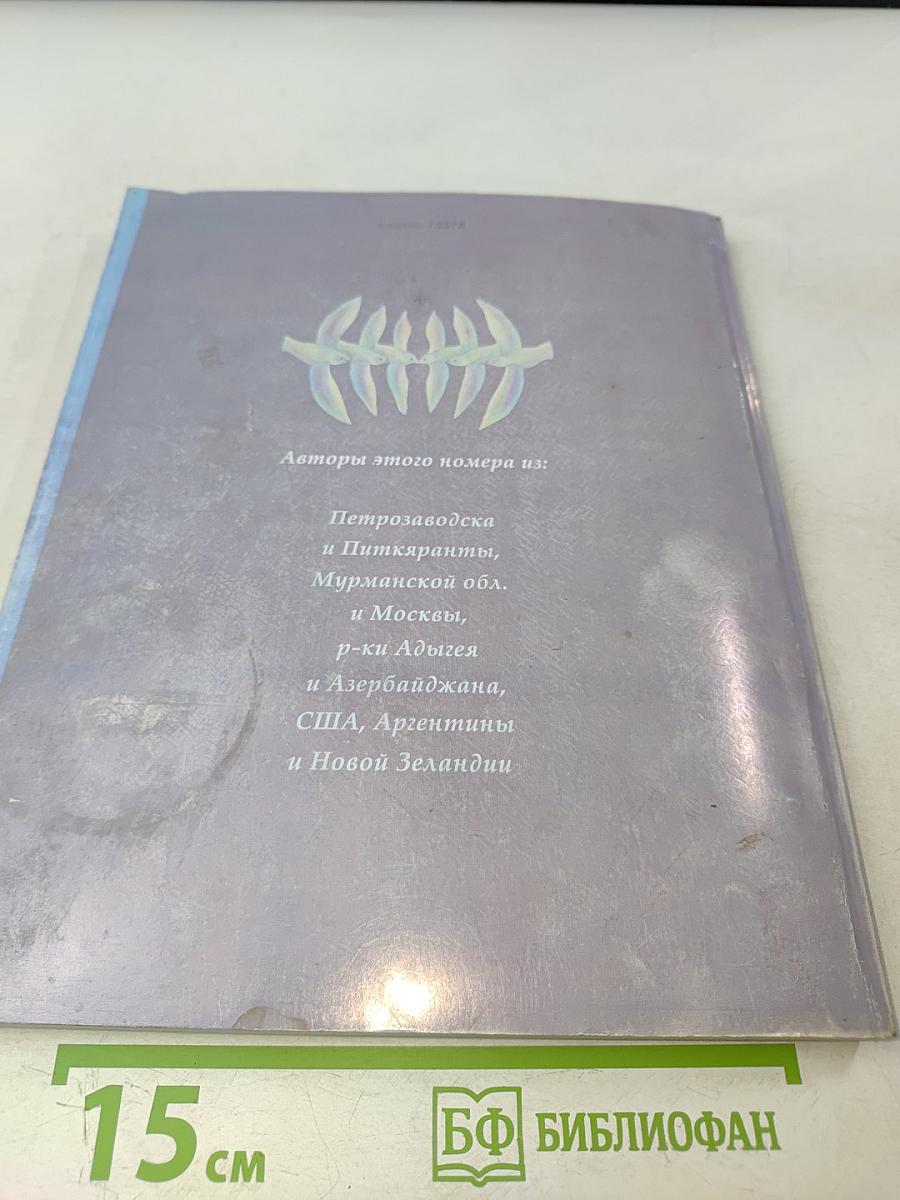 Авторы этого номера из:
Петрозаводска
и Питкяранты,
Мурманской обл.
и Москвы,
р-ки Адыгея
и Азербайджана,
США, Аргентины
и Новой Зеландии
15 см
БФ БИБЛИОФАН